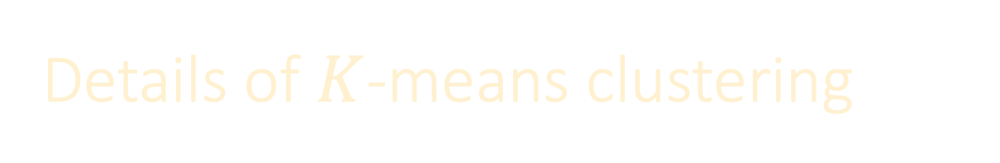 Details of K-means clustering